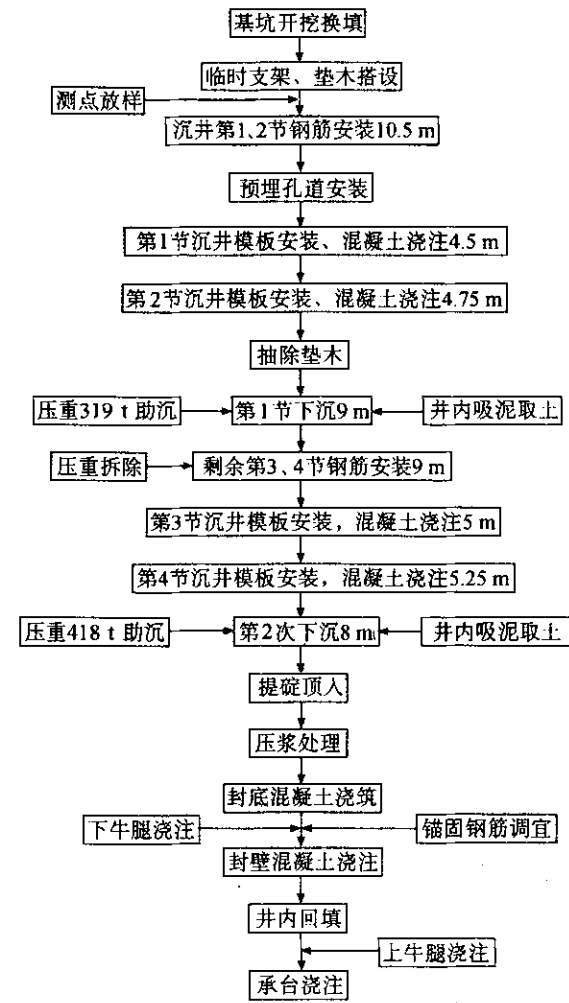 基坑开挖换填
临时支架、垫木搭设
测点放样
沉井第1、2节钢筋安装10.5 m
预埋孔道安装
第1节沉井模板安装、混凝土浇注4.5 m
第2节沉井模板安装、混凝土浇注4.75 m
抽除垫木
压重319 t 助沉
第1节下沉9 m
井内吸泥取土
压重拆除
剩余第3、4节钢筋安装9 m
第3节沉井模板安装，混凝土浇注5 m
第4节沉井模板安装，混凝土浇注5.25 m
压重418 t 助沉
第2次下沉8 m
井内吸泥取土
提碇顶入
压浆处理
封底混凝土浇筑
下牛腿浇注
锚固钢筋调宜
封壁混凝土浇注
井内回填
上牛腿浇注
承台浇注